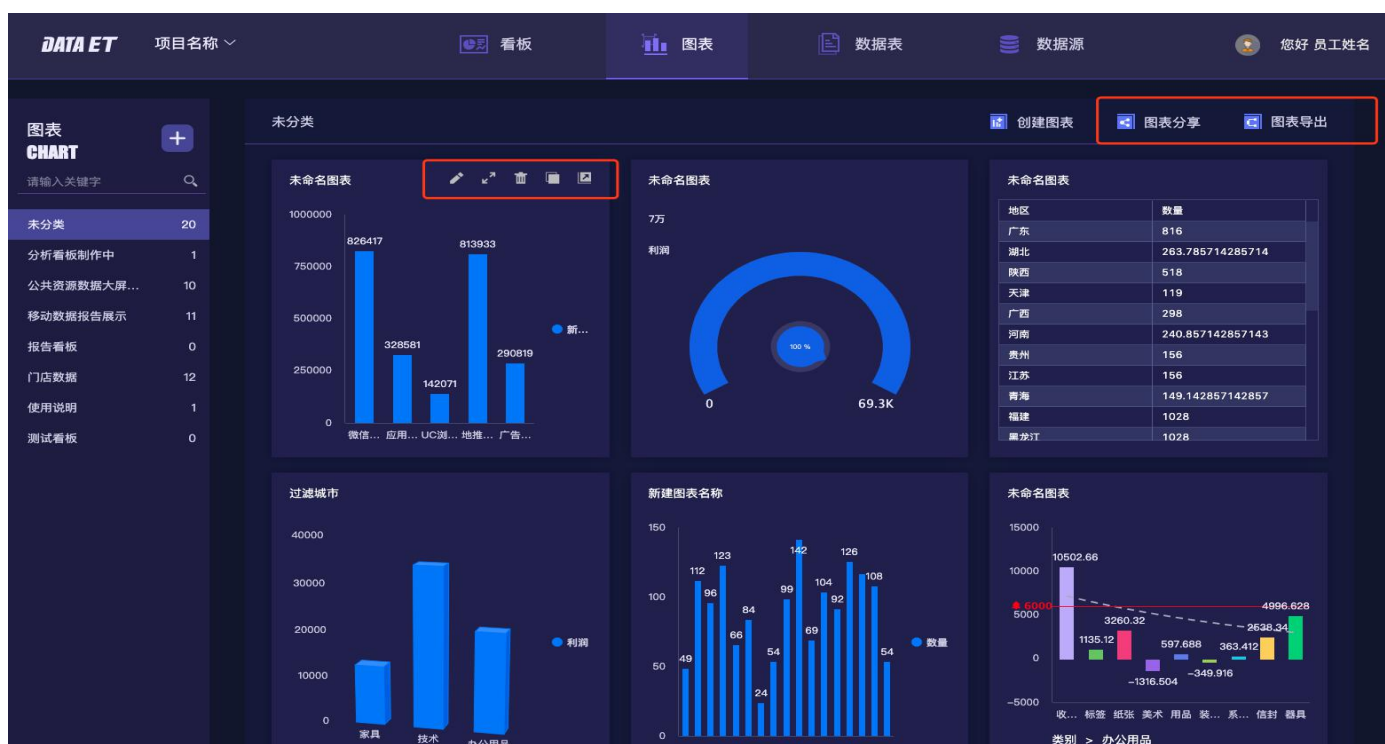 DATA ET 项目名称 看板 图表 数据表 数据源 您好 员工姓名
图表
CHART
请输入关键字
未分类 20
分析看板制作中 1
公共资源数据大屏... 10
移动数据报告展示 11
报告看板 0
门店数据 12
使用说明 1
测试看板 0
未分类 创建图表 图表分享 图表导出
未命名图表
1000000
750000
500000
250000
0
826417
328581
142071
813933
290819
新...
微信... 应用... UC浏... 地推... 广告...
未命名图表
7万
利润
100 %
0 69.3K
未命名图表
地区 数量
广东 816
湖北 263.785714285714
陕西 518
天津 119
广西 298
河南 240.857142857143
贵州 156
江苏 156
青海 149.142857142857
福建 1028
黑龙江 1028
过滤城市
40000
30000
20000
10000
0
利润
家具 技术 办公用品
新建图表名称
150
100
50
0
49 112 96 123 66 84 24 54 99 142 69 104 92 126 108 54
数量
未命名图表
15000
10000
5000
0
-5000
6000
10502.66
1135.12
3260.32
-1316.504
597.688
-349.916
363.412
2538.34
4996.628
收... 标签 纸张 美术 用品 装... 系... 信封 器具
类别 > 办公用品